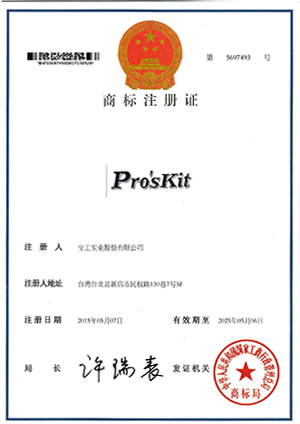 第 5697493 号
商标注册证
Pro'sKit
注册人 宝工实业股份有限公司
注册人地址 台湾台北县新店市民权路130巷7号5F
注册日期 2015年05月07日 有效期至 2025年05月06日
局长 许瑞表 发证机关
中华人民共和国国家工商行政管理总局
商标局